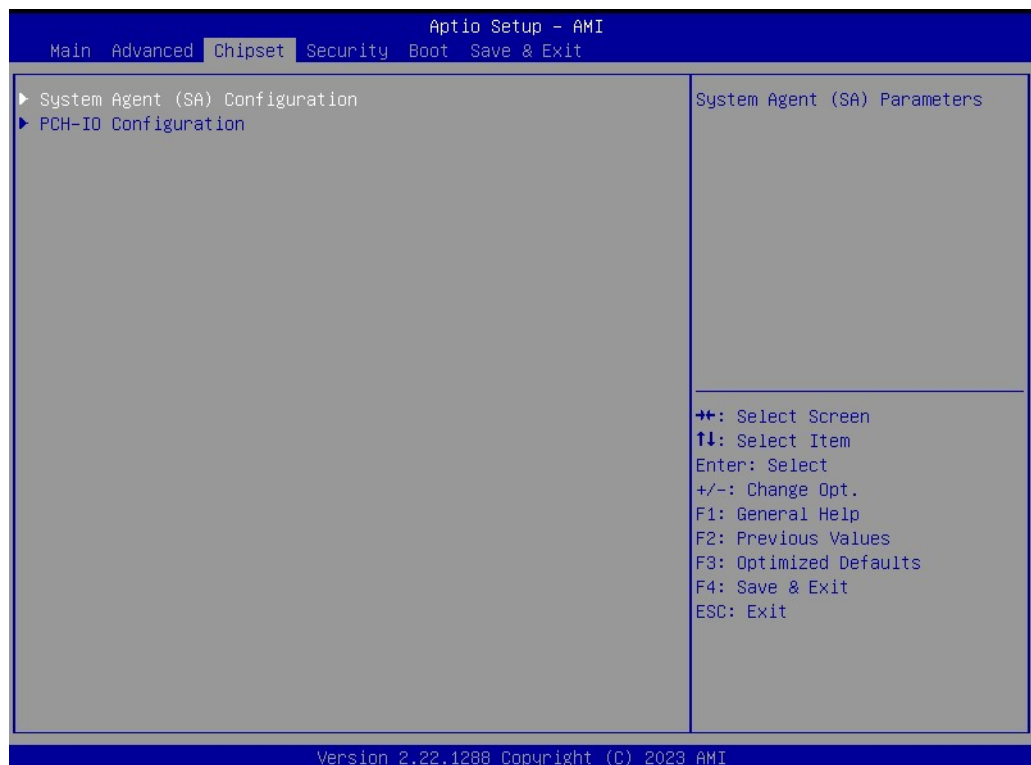 Aptio Setup – AMI
Main Advanced Chipset Security Boot Save & Exit
▶ System Agent (SA) Configuration
▶ PCH-IO Configuration
System Agent (SA) Parameters
→←: Select Screen
↑↓: Select Item
Enter: Select
+/-: Change Opt.
F1: General Help
F2: Previous Values
F3: Optimized Defaults
F4: Save & Exit
ESC: Exit
Version 2.22.1288 Copyright (C) 2023 AMI